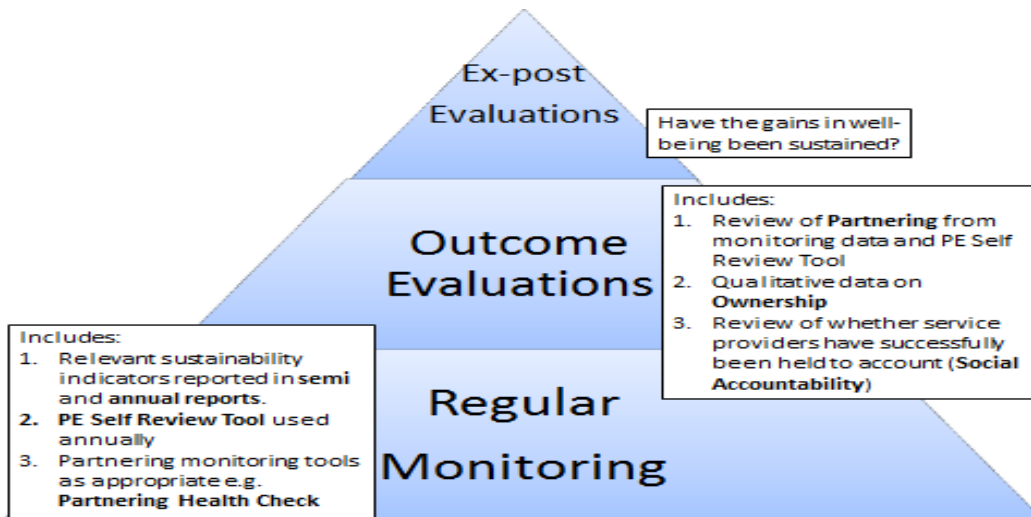 Ex-post
Evaluations
Have the gains in well-
being been sustained?
Outcome
Evaluations
Includes:
1. Review of Partnering from
monitoring data and PE Self
Review Tool
2. Qualitative data on
Ownership
3. Review of whether service
providers have successfully
been held to account (Social
Accountability)
Regular
Monitoring
Includes:
1. Relevant sustainability
indicators reported in semi
and annual reports.
2. PE Self Review Tool used
annually
3. Partnering monitoring tools
as appropriate e.g.
Partnering Health Check